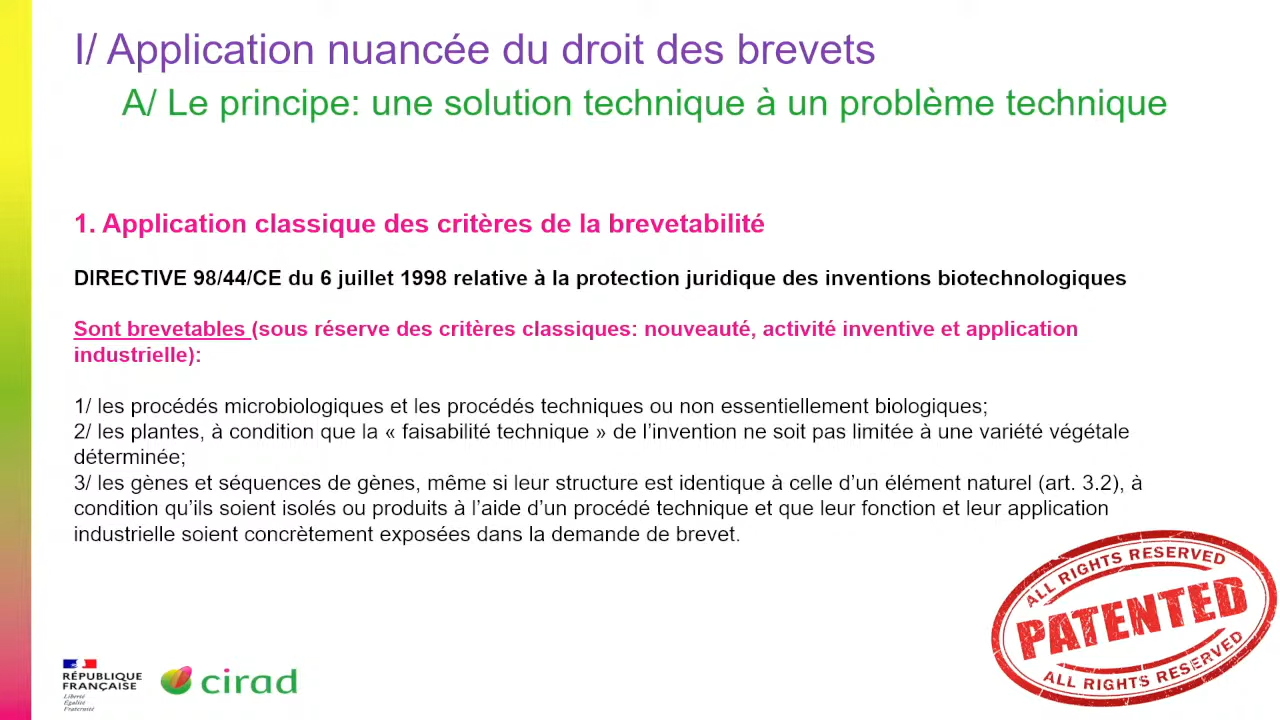 I/ Application nuancée du droit des brevets
A/ Le principe: une solution technique à un problème technique
1. Application classique des critères de la brevetabilité
DIRECTIVE 98/44/CE du 6 juillet 1998 relative à la protection juridique des inventions biotechnologiques
Sont brevetables (sous réserve des critères classiques: nouveauté, activité inventive et application
industrielle):
1/ les procédés microbiologiques et les procédés techniques ou non essentiellement biologiques;
2/ les plantes, à condition que la « faisabilité technique » de l’invention ne soit pas limitée à une variété végétale
déterminée;
3/ les gènes et séquences de gènes, même si leur structure est identique à celle d’un élément naturel (art. 3.2), à
condition qu’ils soient isolés ou produits à l’aide d’un procédé technique et que leur fonction et leur application
industrielle soient concrètement exposées dans la demande de brevet.
ALL RIGHTS RESERVED
PATENTED
ALL RIGHTS RESERVED
RÉPUBLIQUE
FRANÇAISE
Liberté
Égalité
Fraternité
cirad